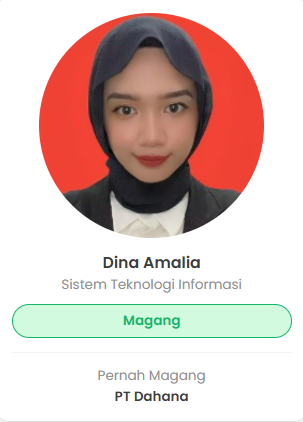 Dina Amalia
Sistem Teknologi Informasi
Magang
Pernah Magang
PT Dahana